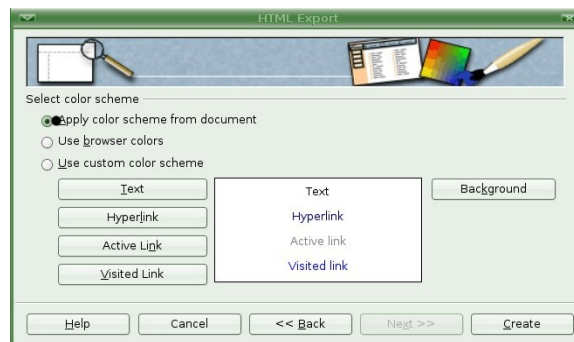 HTML Export
Select color scheme
Apply color scheme from document
Use browser colors
Use custom color scheme
Text
Text
Background
Hyperlink
Hyperlink
Active Link
Active link
Visited Link
Visited link
Help
Cancel
<< Back
Next >>
Create